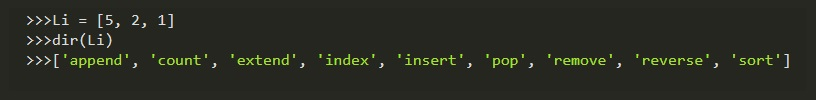 >>>Li = [5, 2, 1]
>>>dir(Li)
>>>['append', 'count', 'extend', 'index', 'insert', 'pop', 'remove', 'reverse', 'sort']